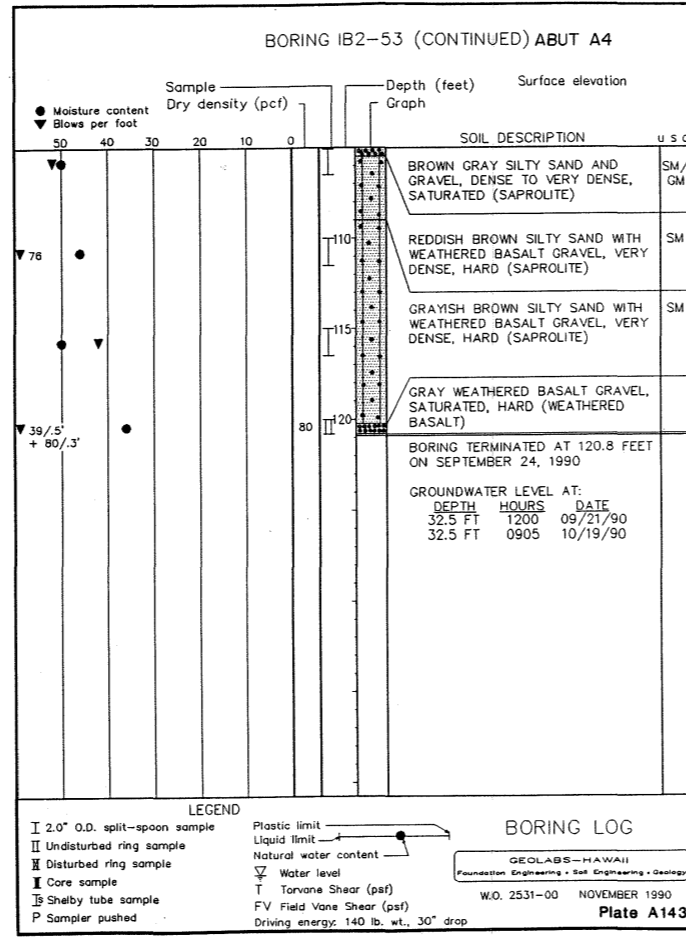 BORING IB2-53 (CONTINUED) ABUT A4
Sample
Dry density (pcf)
Depth (feet)
Graph
Surface elevation
● Moisture content
▼ Blows per foot
50 40 30 20 10 0
SOIL DESCRIPTION
u s c
BROWN GRAY SILTY SAND AND
GRAVEL, DENSE TO VERY DENSE,
SATURATED (SAPROLITE)
SM/
GM
76
110
REDDISH BROWN SILTY SAND WITH
WEATHERED BASALT GRAVEL, VERY
DENSE, HARD (SAPROLITE)
SM
115
GRAYISH BROWN SILTY SAND WITH
WEATHERED BASALT GRAVEL, VERY
DENSE, HARD (SAPROLITE)
SM
39/.5'
+ 80/.3'
80
120
GRAY WEATHERED BASALT GRAVEL,
SATURATED, HARD (WEATHERED
BASALT)
BORING TERMINATED AT 120.8 FEET
ON SEPTEMBER 24, 1990
GROUNDWATER LEVEL AT:
DEPTH HOURS DATE
32.5 FT 1200 09/21/90
32.5 FT 0905 10/19/90
LEGEND
2.0" O.D. split-spoon sample
Undisturbed ring sample
Disturbed ring sample
Core sample
Ts Shelby tube sample
P Sampler pushed
Plastic limit
Liquid limit
Natural water content
Water level
T Torvane Shear (psf)
FV Field Vane Shear (psf)
Driving energy: 140 lb. wt., 30" drop
BORING LOG
GEOLABS-HAWAII
Foundation Engineering • Soil Engineering • Geology
W.O. 2531-00 NOVEMBER 1990
Plate A143